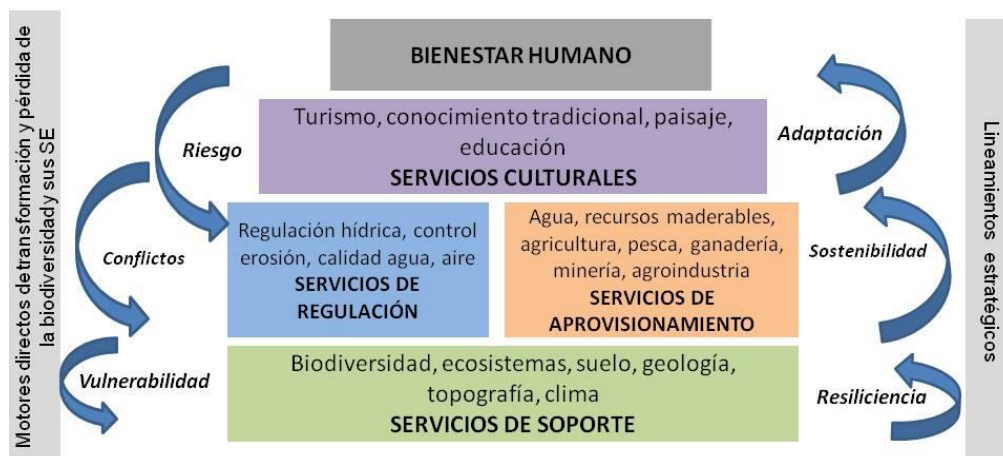 Motores directos detransformación y pérdida de
la biodiversidad y sus SE
BIENESTAR HUMANO
Turismo, conocimiento tradicional, paisaje,
educación
SERVICIOS CULTURALES
Riesgo
Adaptación
Regulación hídrica, control
erosión, calidad agua, aire
SERVICIOS DE
REGULACIÓN
Agua, recursos maderables,
agricultura, pesca, ganadería,
minería, agroindustria
SERVICIOS DE
APROVISIONAMIENTO
Conflictos
Sostenibilidad
Biodiversidad, ecosistemas, suelo, geología,
topografía, clima
SERVICIOS DE SOPORTE
Vulnerabilidad
Resiliciencia
Lineamientos estratégicos